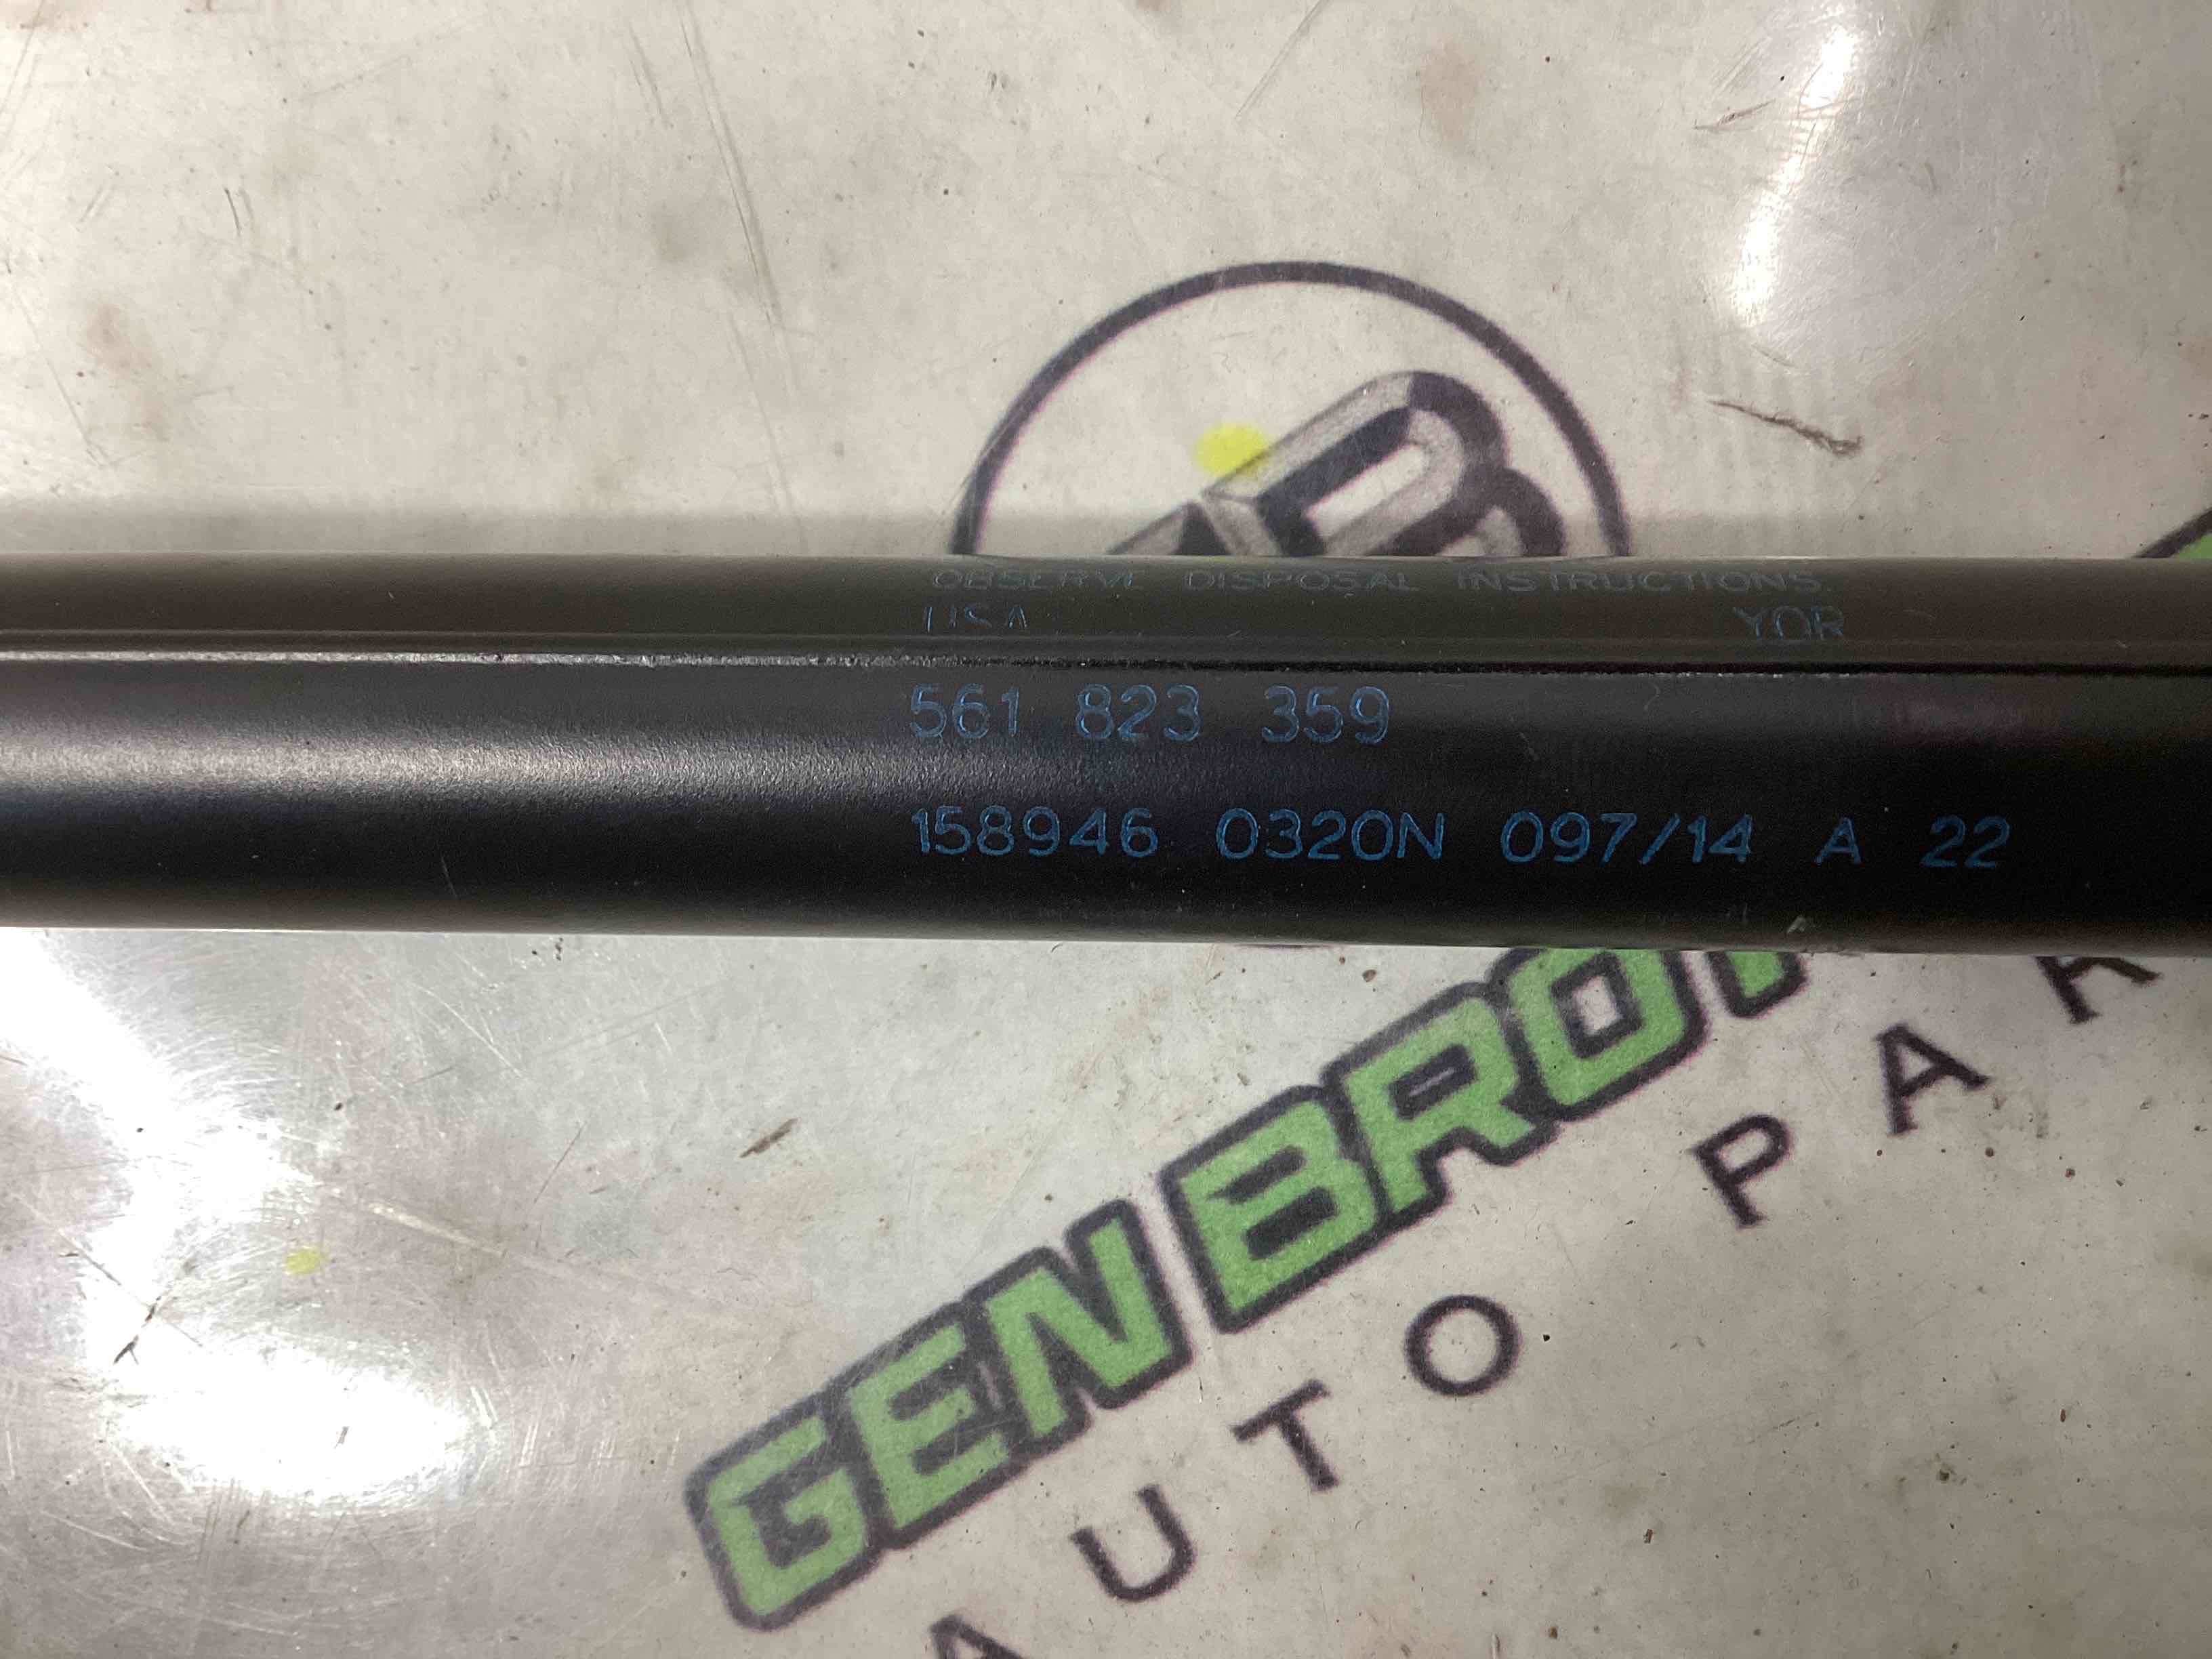 OBSERVE DISPOSAL INSTRUCTIONS
USA YOR
561 823 359
158946 0320N 097/14 A 22
GEN BRO
AUTO PAR